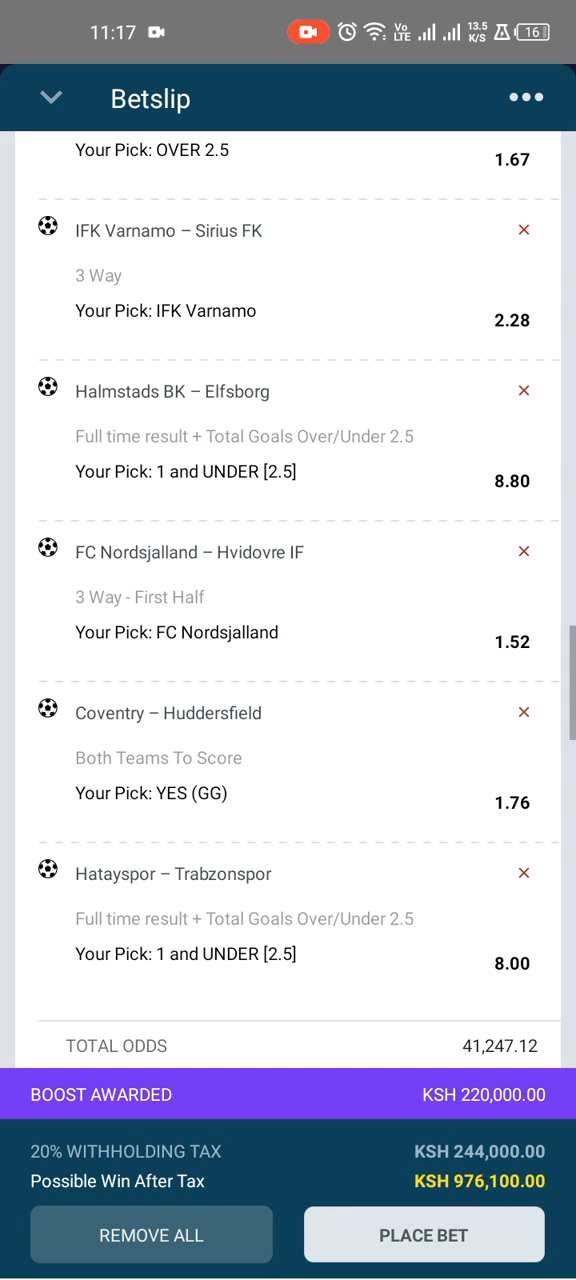 11:17
Vo LTE 13.5 K/S 16
Betslip
Your Pick: OVER 2.5
1.67
IFK Varnamo – Sirius FK
3 Way
Your Pick: IFK Varnamo
2.28
Halmstads BK – Elfsborg
Full time result + Total Goals Over/Under 2.5
Your Pick: 1 and UNDER [2.5]
8.80
FC Nordsjalland – Hvidovre IF
3 Way - First Half
Your Pick: FC Nordsjalland
1.52
Coventry – Huddersfield
Both Teams To Score
Your Pick: YES (GG)
1.76
Hatayspor – Trabzonspor
Full time result + Total Goals Over/Under 2.5
Your Pick: 1 and UNDER [2.5]
8.00
TOTAL ODDS 41,247.12
BOOST AWARDED KSH 220,000.00
20% WITHHOLDING TAX KSH 244,000.00
Possible Win After Tax KSH 976,100.00
REMOVE ALL PLACE BET